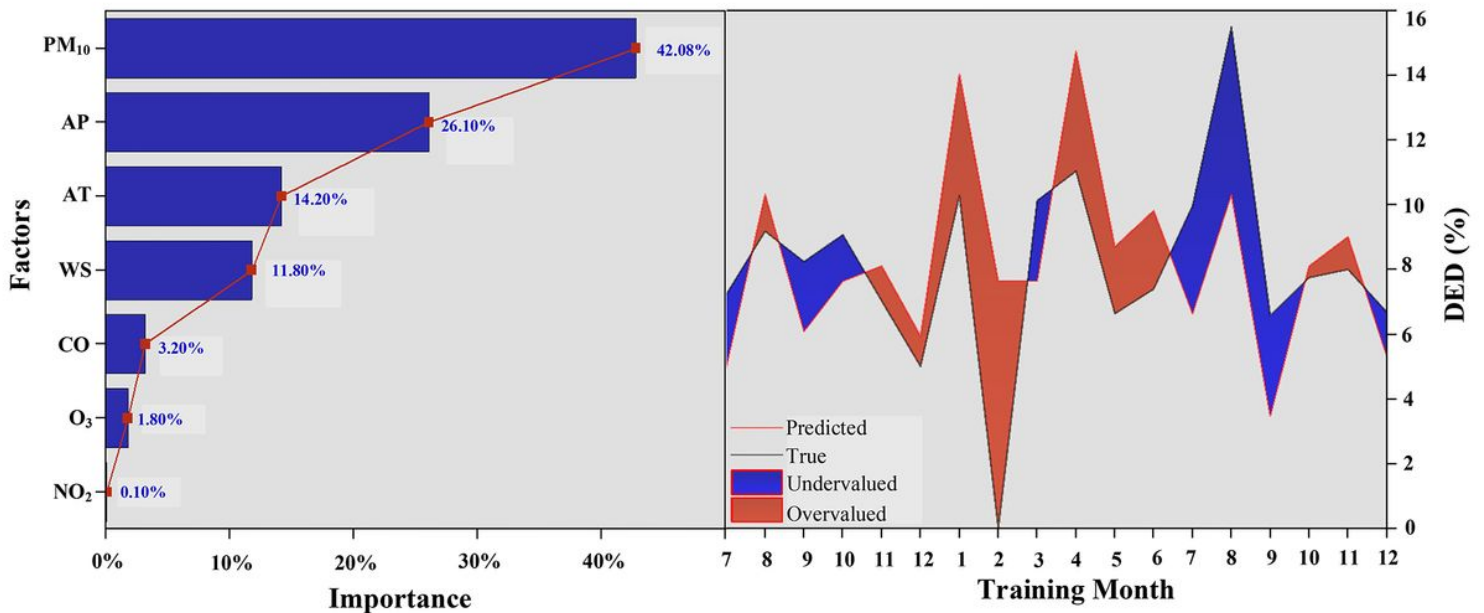 Factors
PM₁₀
AP
AT
WS
CO
O₃
NO₂
42.08%
26.10%
14.20%
11.80%
3.20%
1.80%
0.10%
0% 10% 20% 30% 40%
Importance
Predicted
True
Undervalued
Overvalued
7 8 9 10 11 12 1 2 3 4 5 6 7 8 9 10 11 12
Training Month
16
14
12
10
8
6
4
2
0
DED (%)